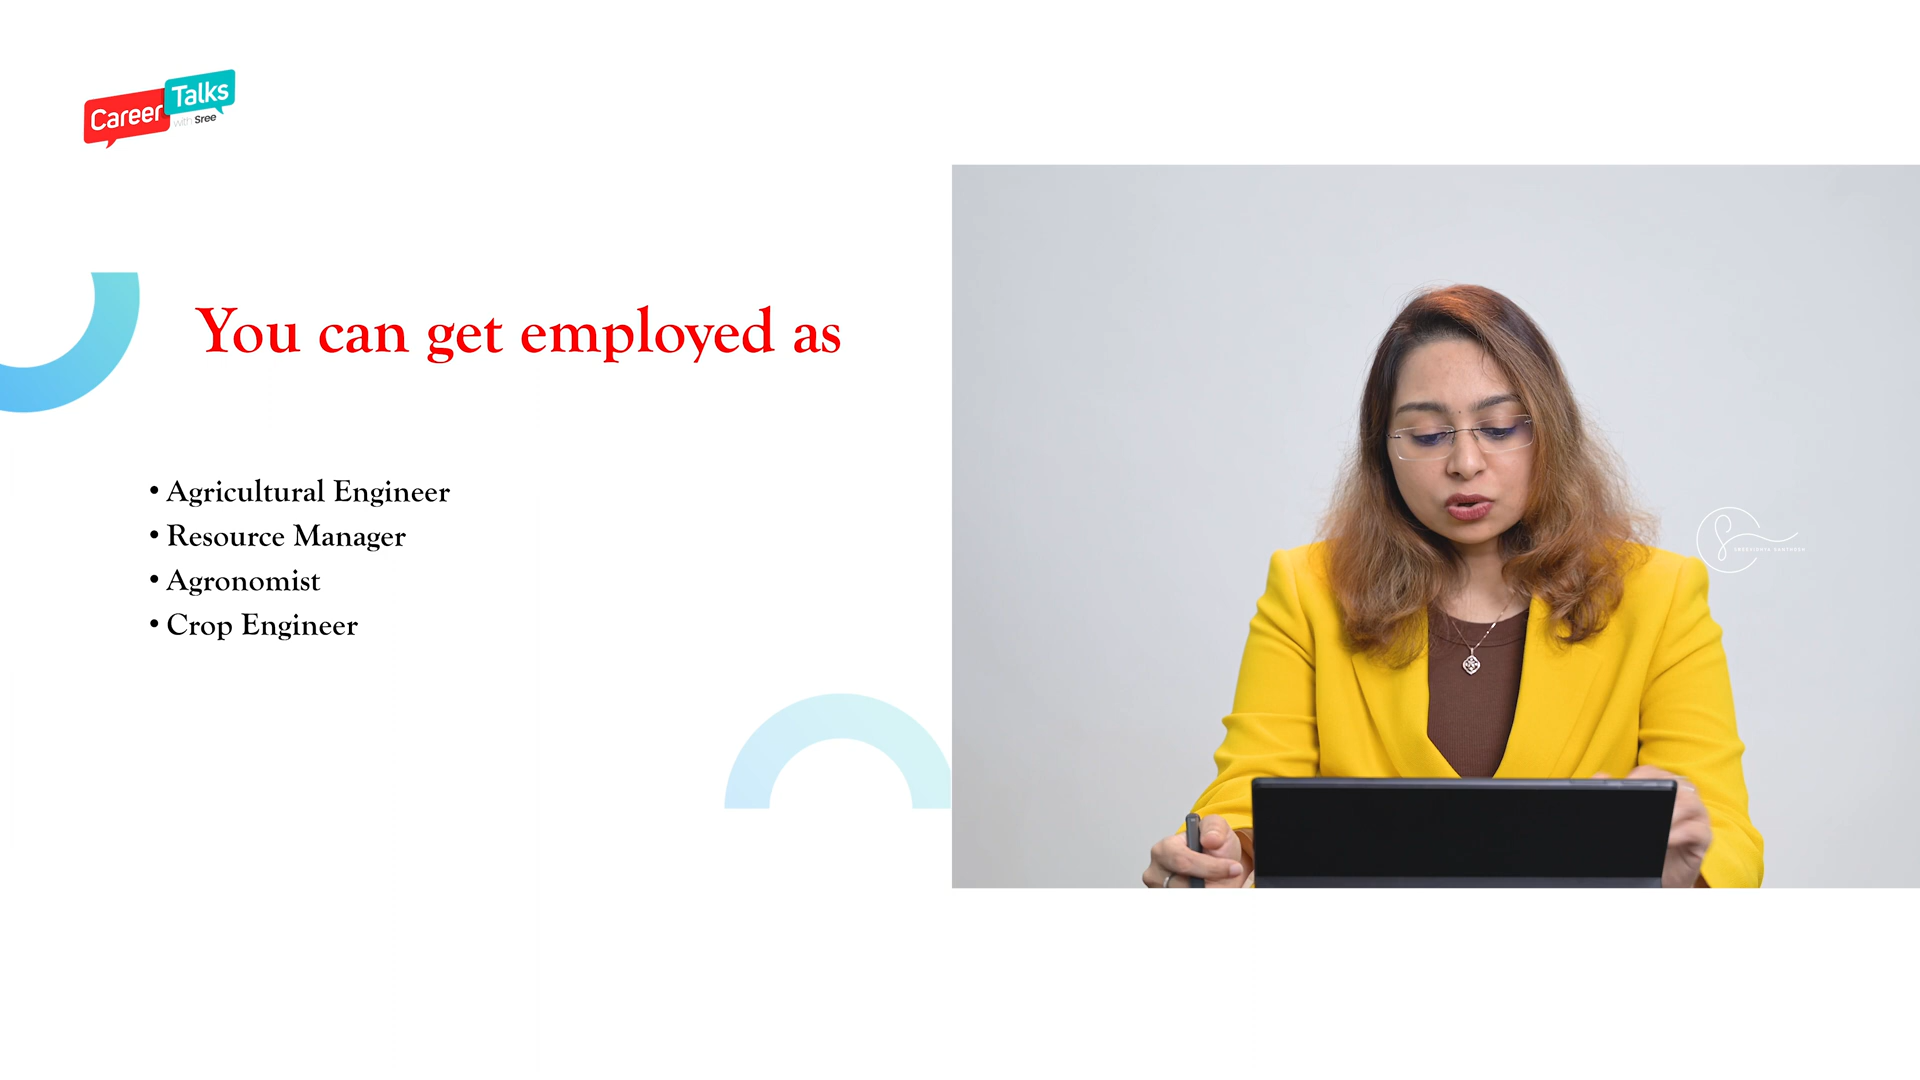 Career Talks
with Sree
You can get employed as
• Agricultural Engineer
• Resource Manager
• Agronomist
• Crop Engineer